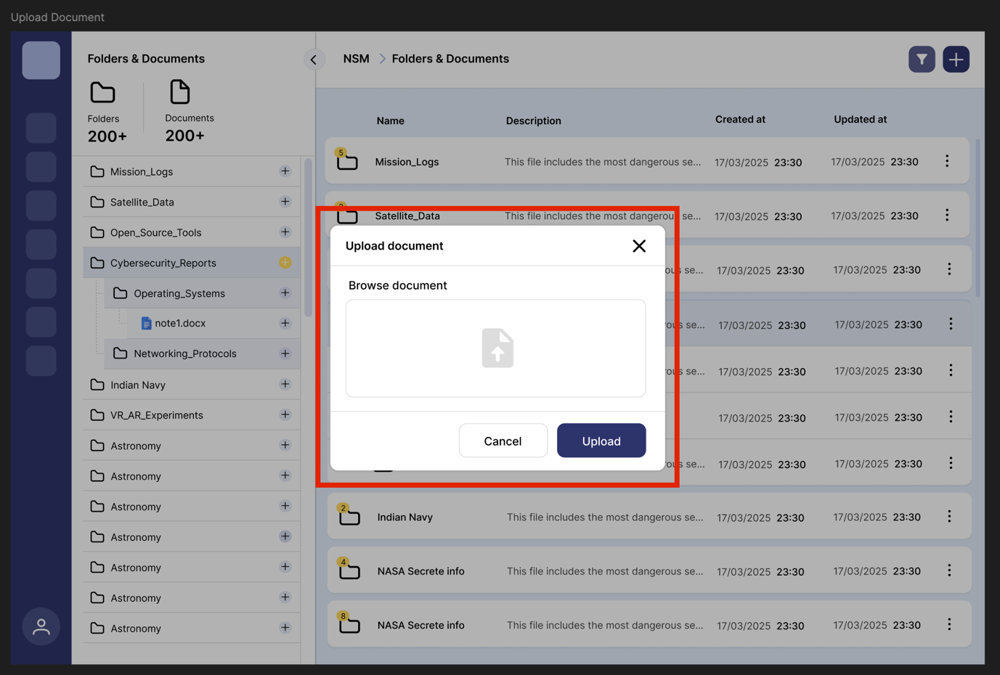 Upload Document
Folders & Documents
Folders
200+
Documents
200+
Mission_Logs
Satellite_Data
Open_Source_Tools
Cybersecurity_Reports
Operating_Systems
note1.docx
Networking_Protocols
Indian Navy
VR_AR_Experiments
Astronomy
Astronomy
Astronomy
Astronomy
Astronomy
Astronomy
Astronomy
NSM > Folders & Documents
Name Description Created at Updated at
5 Mission_Logs This file includes the most dangerous se... 17/03/2025 23:30 17/03/2025 23:30
Satellite_Data This file includes the most dangerous se... 17/03/2025 23:30 17/03/2025 23:30
se... 17/03/2025 23:30 17/03/2025 23:30
se... 17/03/2025 23:30 17/03/2025 23:30
se... 17/03/2025 23:30 17/03/2025 23:30
17/03/2025 23:30 17/03/2025 23:30
se... 17/03/2025 23:30 17/03/2025 23:30
2 Indian Navy This file includes the most dangerous se... 17/03/2025 23:30 17/03/2025 23:30
4 NASA Secrete info This file includes the most dangerous se... 17/03/2025 23:30 17/03/2025 23:30
8 NASA Secrete info This file includes the most dangerous se... 17/03/2025 23:30 17/03/2025 23:30
Upload document
Browse document
Cancel
Upload